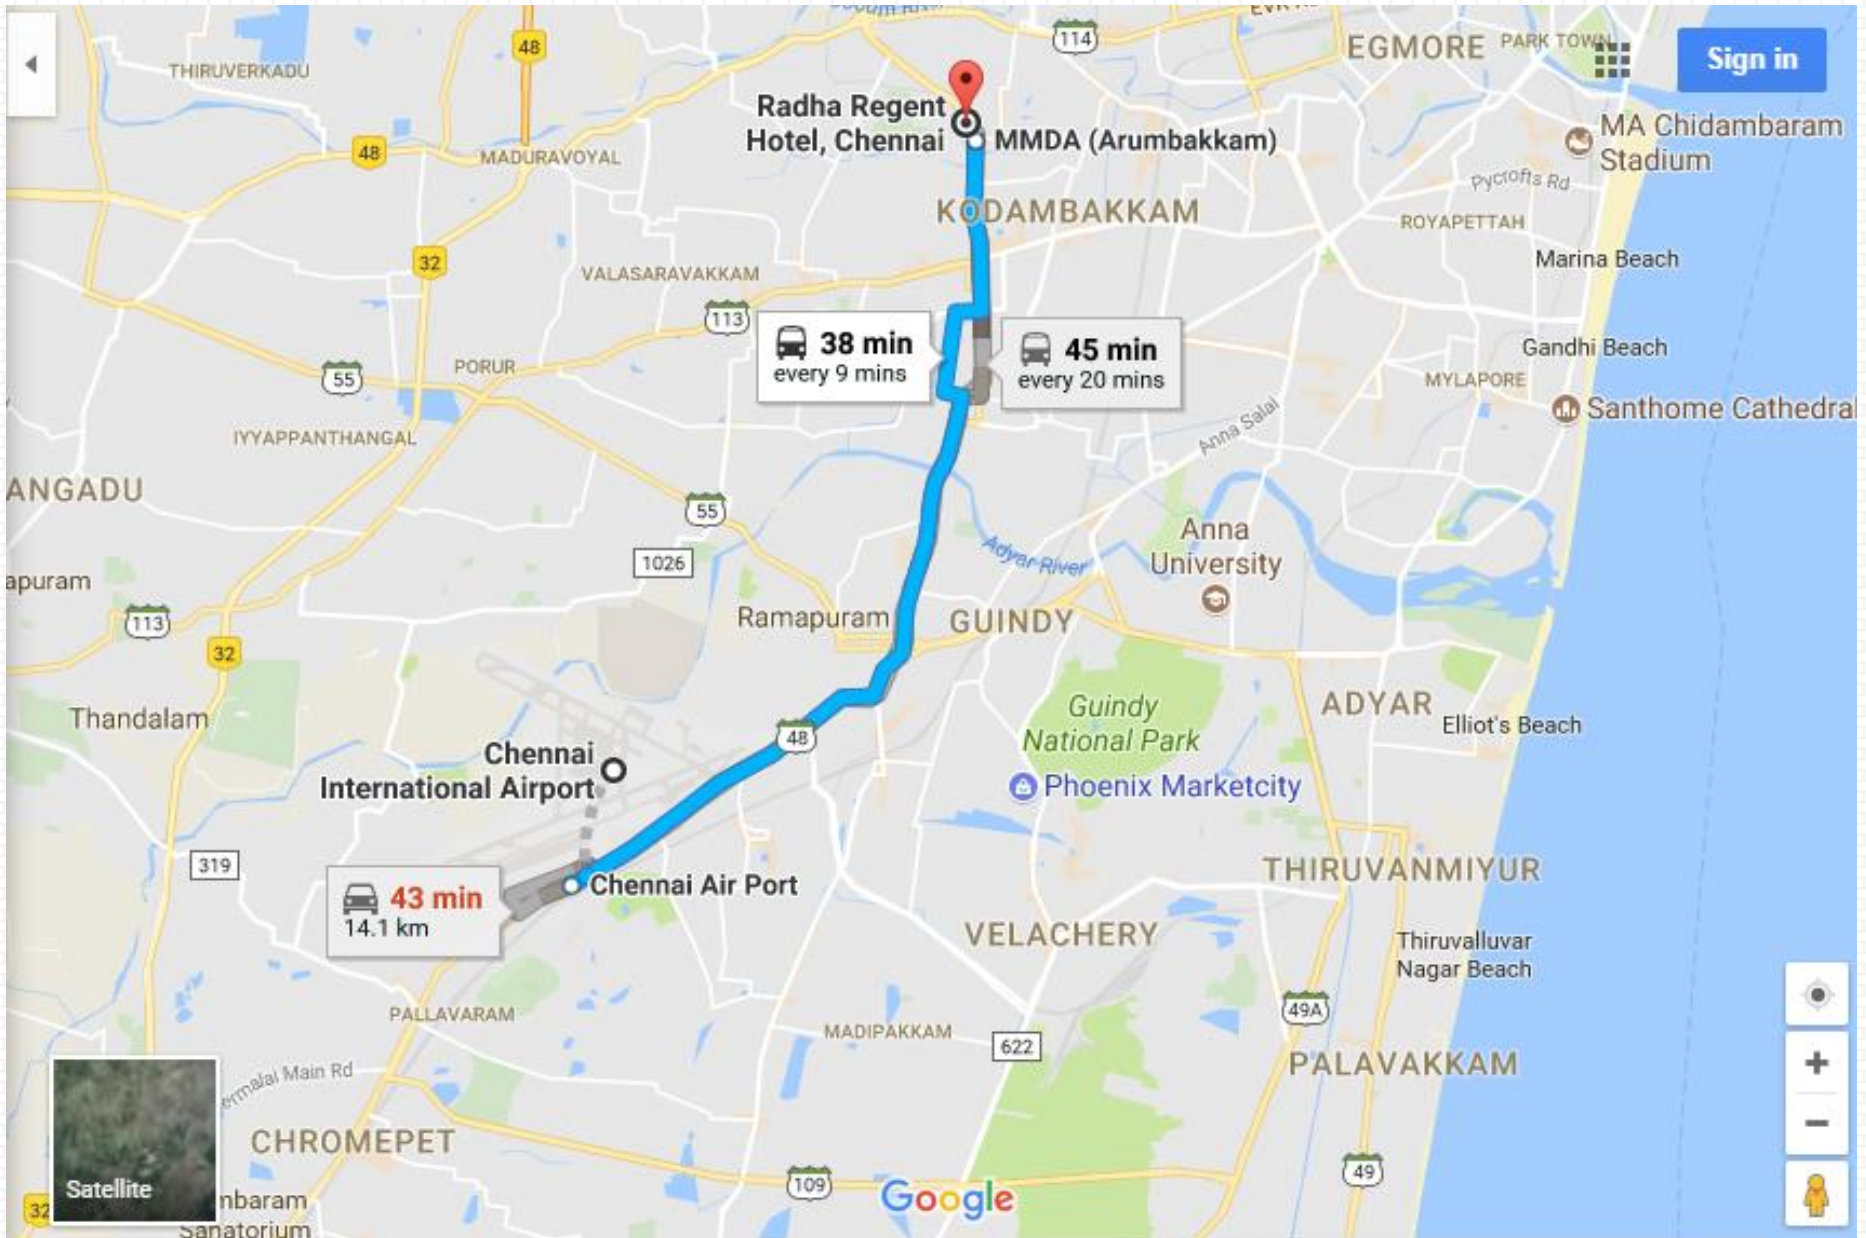 114
EGMORE
PARK TOWN
Sign in
THIRUVERKADU
48
Radha Regent
Hotel, Chennai
MMDA (Arumbakkam)
MA Chidambaram
Stadium
48
MADURAVOYAL
Pycrofts Rd
KODAMBAKKAM
ROYAPETTAH
32
VALASARAVAKKAM
Marina Beach
113
38 min
every 9 mins
45 min
every 20 mins
Gandhi Beach
55
PORUR
MYLAPORE
Santhome Cathedral
IYYAPPANTHANGAL
Anna Salai
ANGADU
55
Anna
University
Adyar River
1026
apuram
113
Ramapuram
GUINDY
32
Thandalam
Guindy
National Park
ADYAR
Elliot's Beach
48
Chennai
International Airport
Phoenix Marketcity
319
THIRUVANMIYUR
43 min
14.1 km
Chennai Air Port
VELACHERY
Thiruvalluvar
Nagar Beach
PALLAVARAM
49A
MADIPAKKAM
622
PALAVAKKAM
ermalai Main Rd
CHROMEPET
49
109
Satellite
Google
32
mbaram
Sanatorium